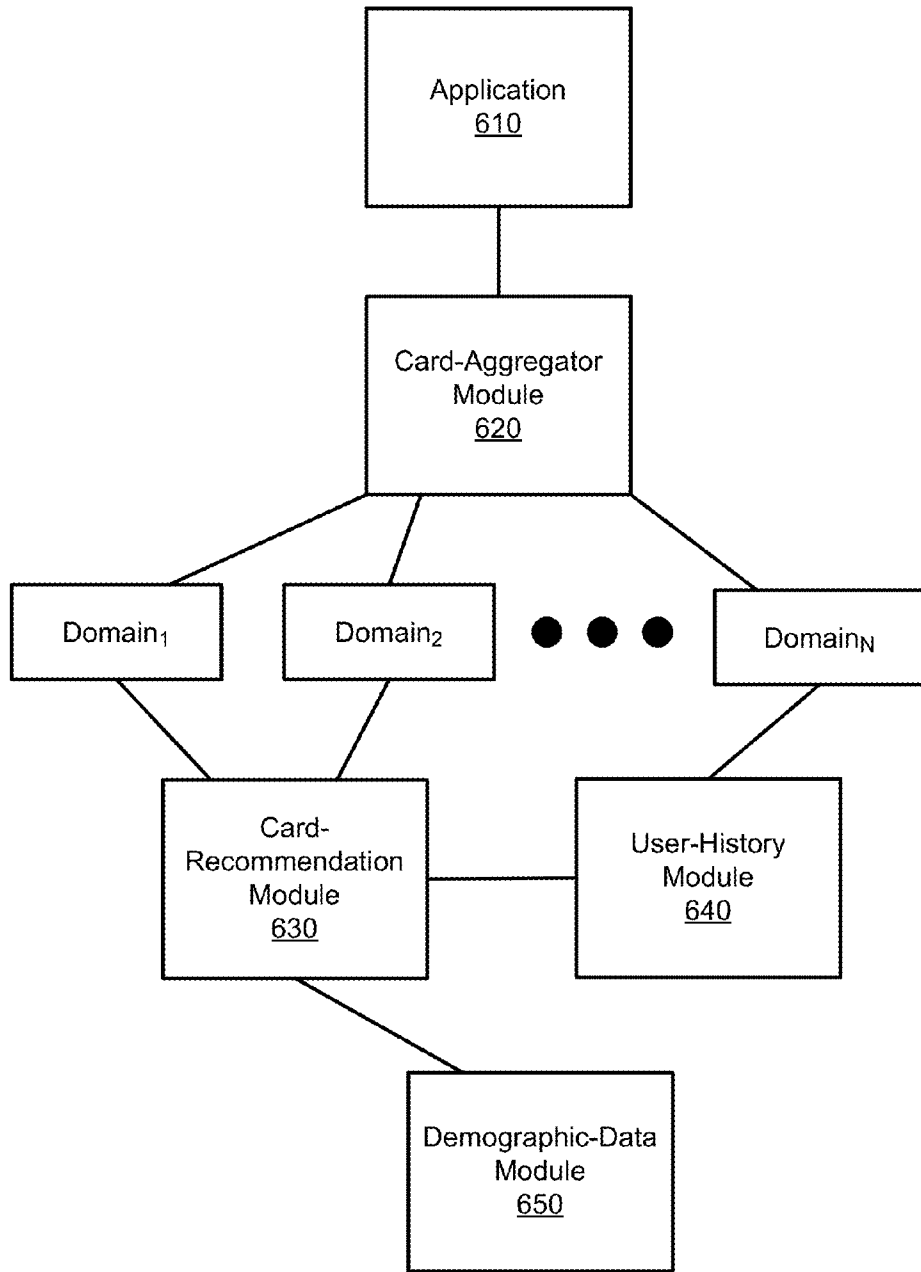 Application
610
Card-Aggregator
Module
620
Domain₁
Domain₂
Domain_N
Card-
Recommendation
Module
630
User-History
Module
640
Demographic-Data
Module
650